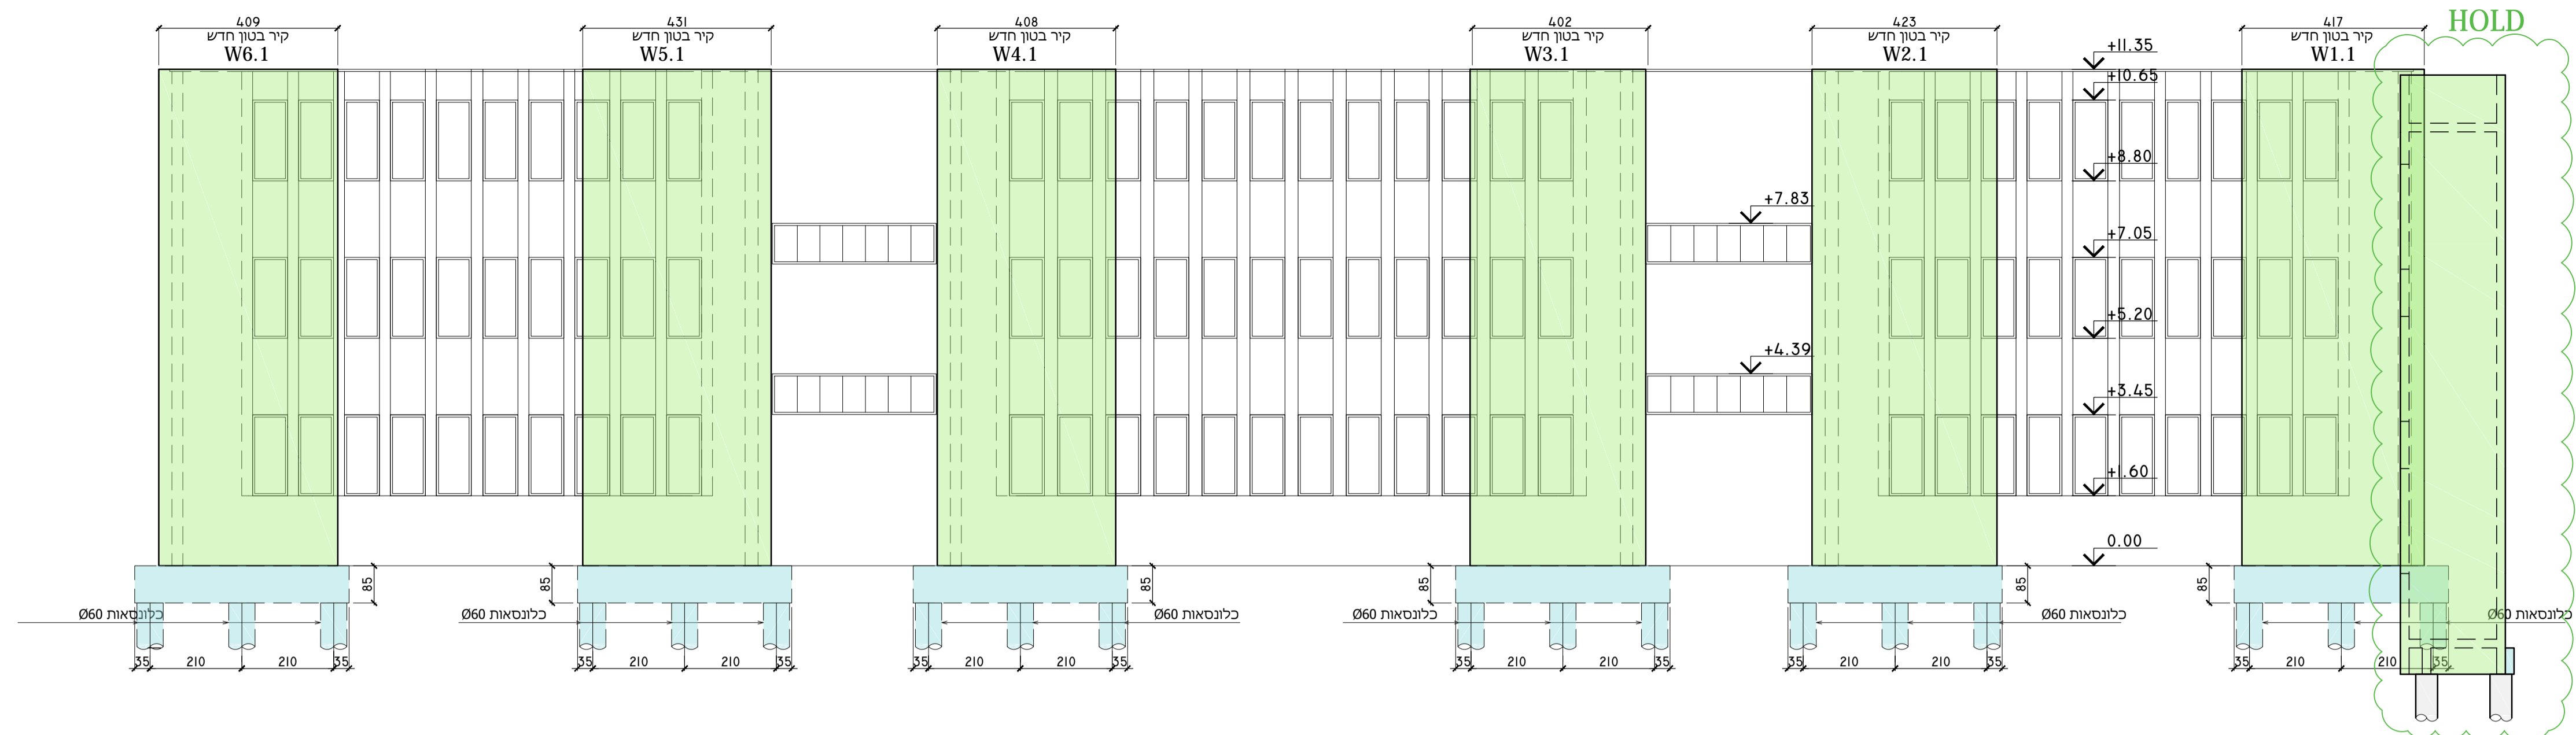 HOLD
409
קיר בטון חדש
W6.1
431
קיר בטון חדש
W5.1
408
קיר בטון חדש
W4.1
402
קיר בטון חדש
W3.1
423
קיר בטון חדש
W2.1
417
קיר בטון חדש
W1.1
+11.35
+10.65
+8.80
+7.83
+7.05
+5.20
+4.39
+3.45
+1.60
0.00
85
85
85
85
85
85
כלונסאות Ø60
כלונסאות Ø60
כלונסאות Ø60
כלונסאות Ø60
כלונסאות Ø60
כלונסאות Ø60
35 210 210 35
35 210 210 35
35 210 210 35
35 210 210 35
35 210 210 35
35 210 210 35